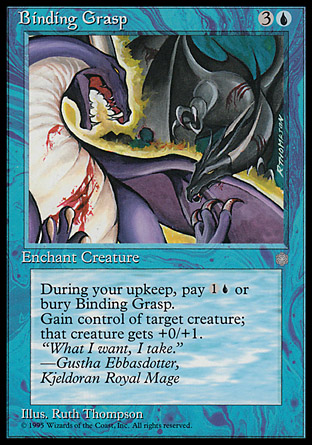 Binding Grasp 3
R.THOMPSON
Enchant Creature
During your upkeep, pay 1 or
bury Binding Grasp.
Gain control of target creature;
that creature gets +0/+1.
“What I want, I take.”
—Gustha Ebbasdotter,
Kjeldoran Royal Mage
Illus. Ruth Thompson
© 1995 Wizards of the Coast, Inc. All rights reserved.